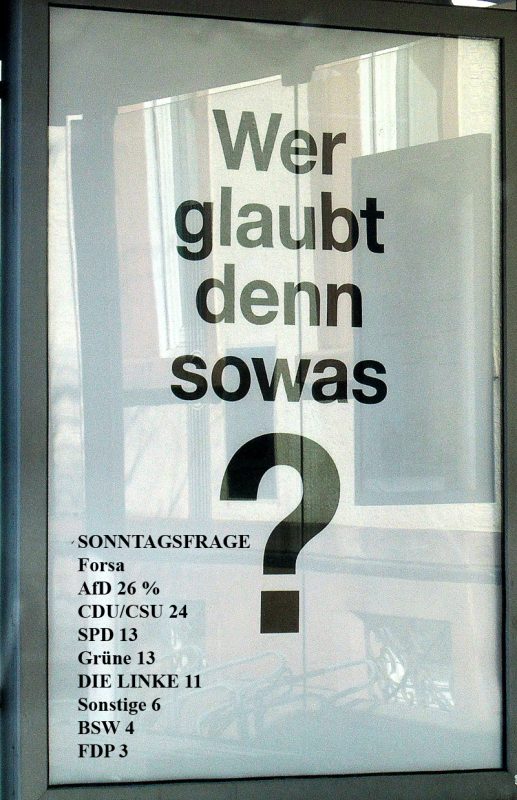 Wer
glaubt
denn
sowas
?
SONNTAGSFRAGE
Forsa
AfD 26 %
CDU/CSU 24
SPD 13
Grüne 13
DIE LINKE 11
Sonstige 6
BSW 4
FDP 3